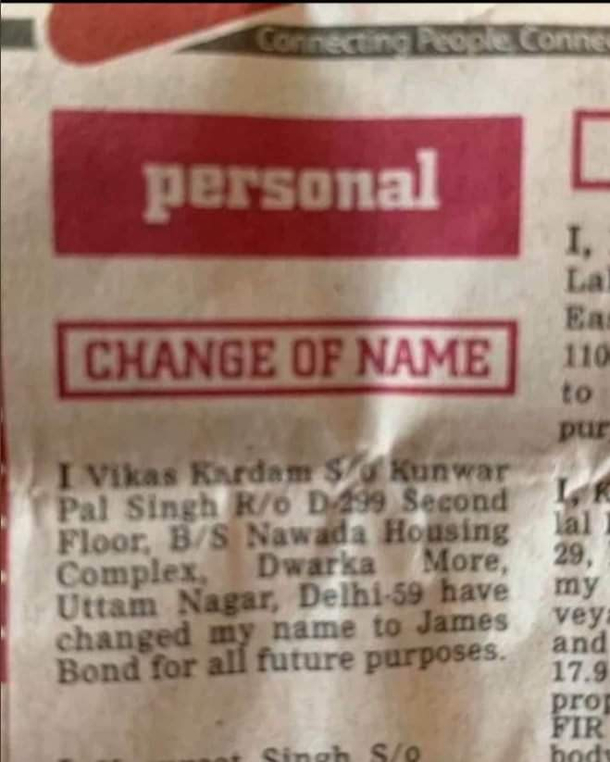 Connecting People, Conne
personal
CHANGE OF NAME
I Vikas Kardam S/o Kunwar
Pal Singh R/o D-299 Second
Floor, B/S Nawada Housing
Complex, Dwarka More,
Uttam Nagar, Delhi-59 have
changed my name to James
Bond for all future purposes.
Singh S/o
I,
Lal
Eas
110
to
pur
I, K
lal
29,
my
vey
and
17.9
prop
FIR
body